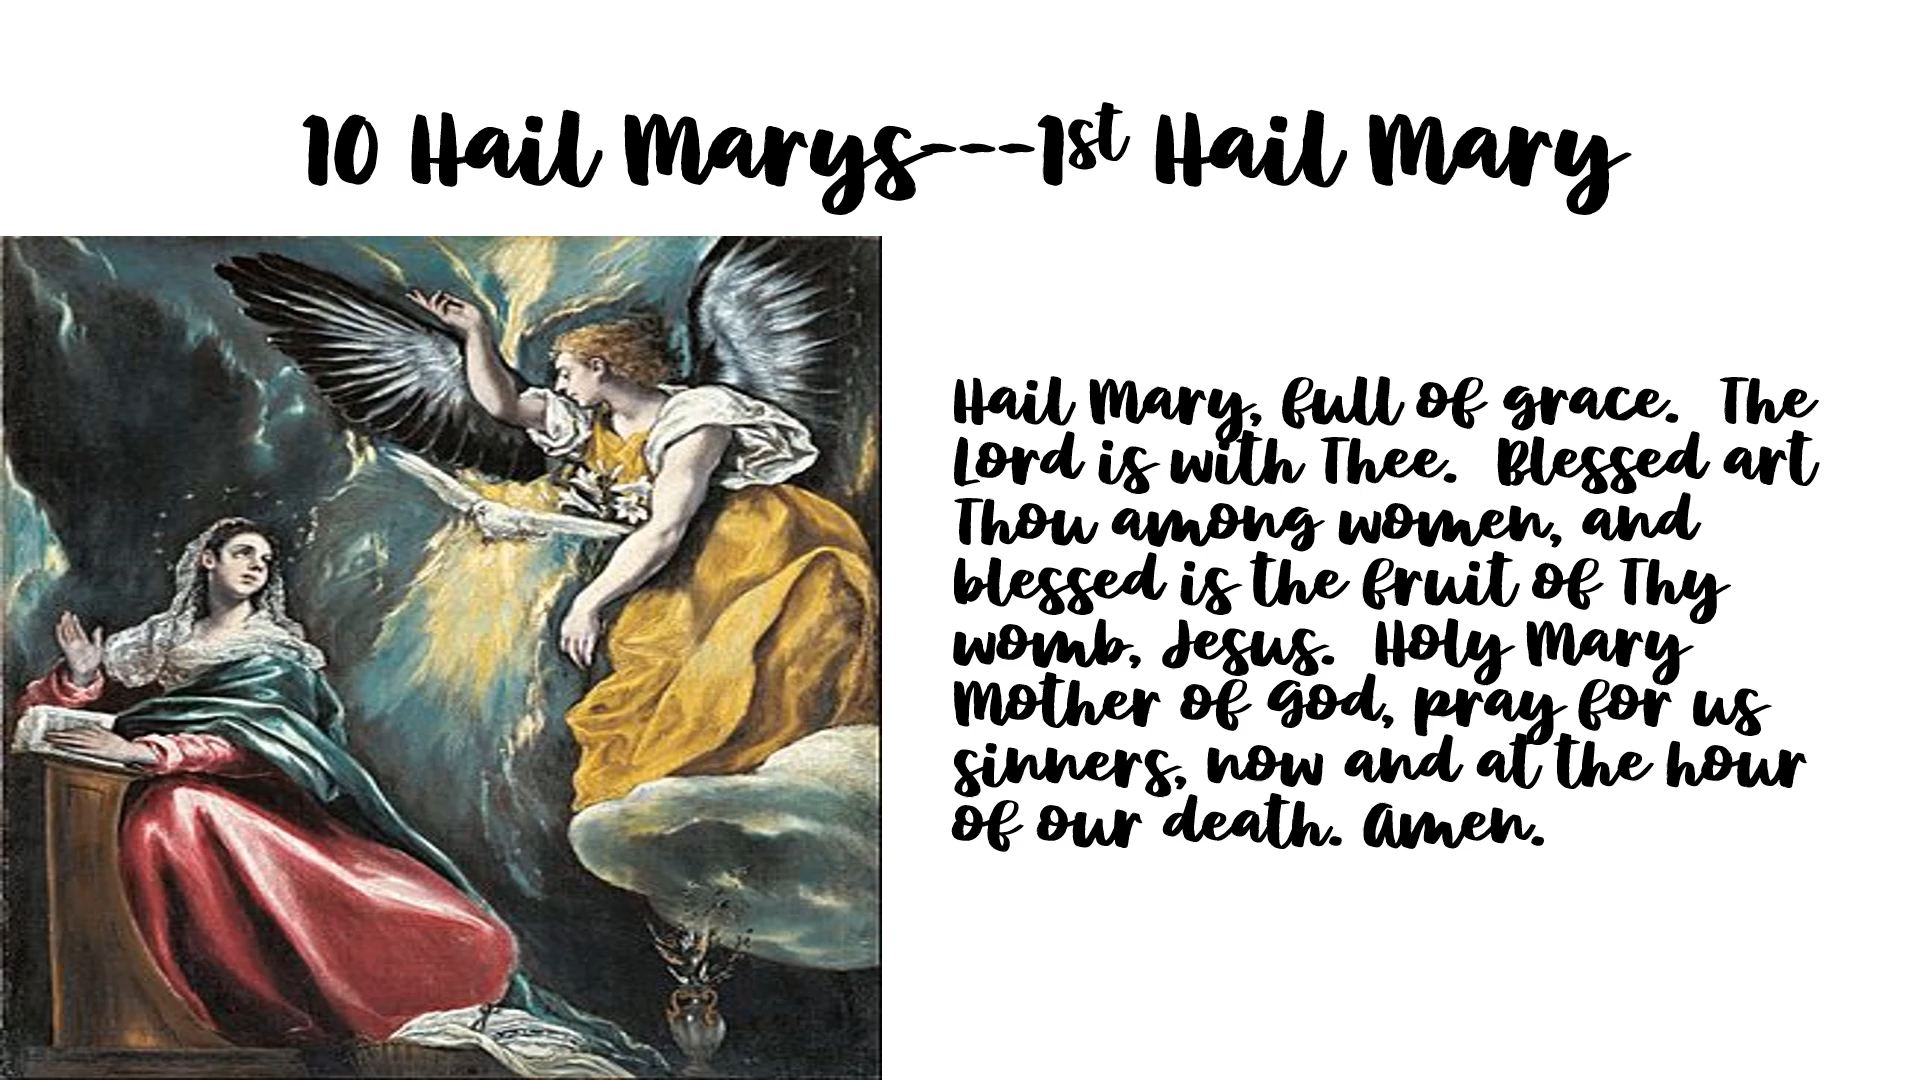 10 Hail Marys---1st Hail Mary
Hail Mary, full of grace.  The
Lord is with Thee.  Blessed art
Thou among women, and
blessed is the fruit of Thy
womb, Jesus.  Holy Mary
Mother of God, pray for us
sinners, now and at the hour
of our death. Amen.